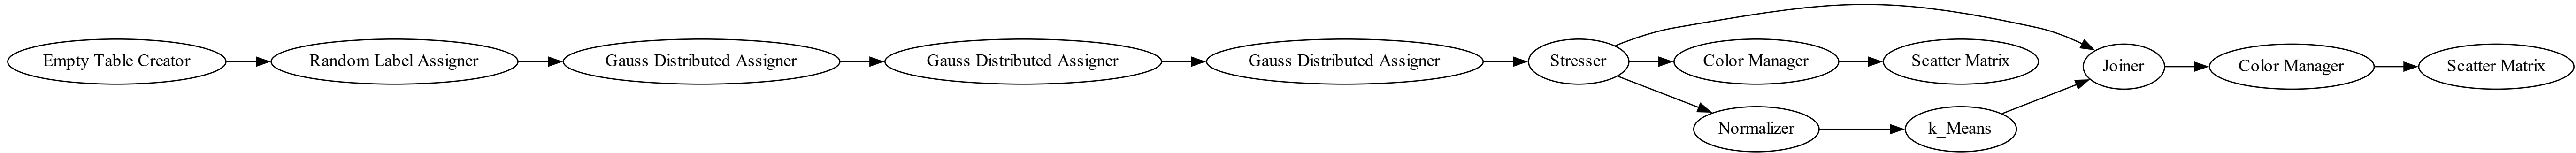 Empty Table Creator
Random Label Assigner
Gauss Distributed Assigner
Gauss Distributed Assigner
Gauss Distributed Assigner
Stresser
Color Manager
Scatter Matrix
Normalizer
k_Means
Joiner
Color Manager
Scatter Matrix